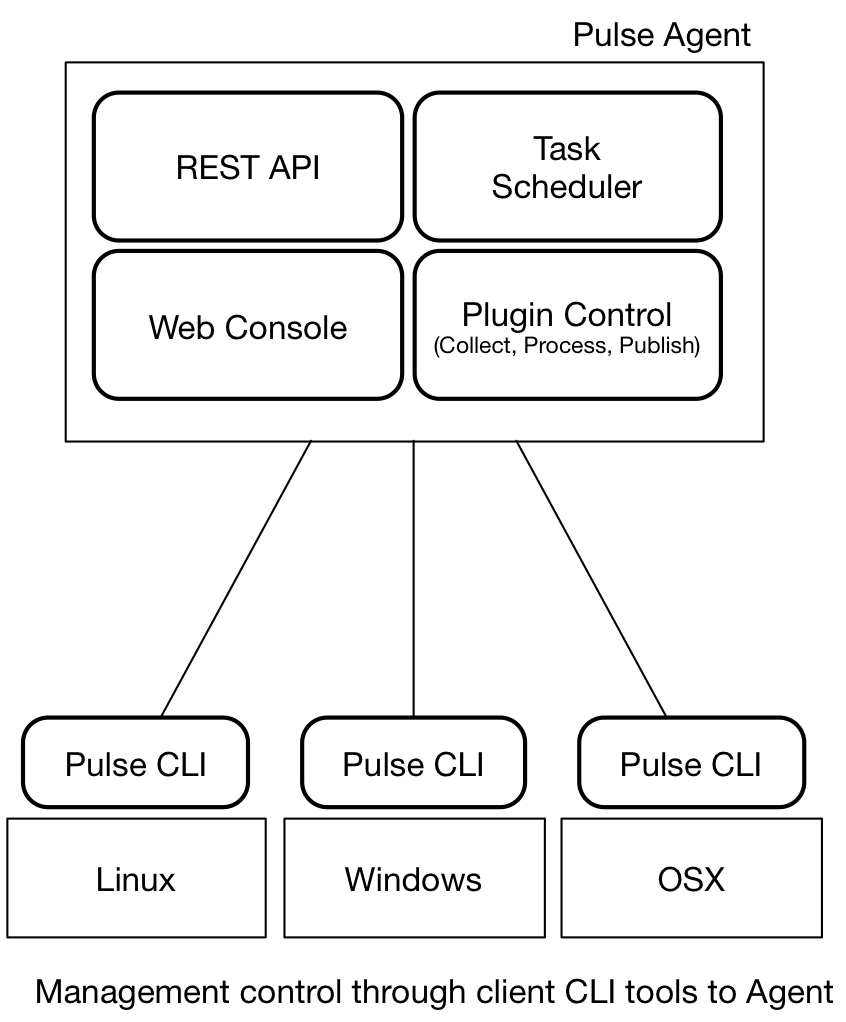 Pulse Agent
REST API
Task
Scheduler
Web Console
Plugin Control
(Collect, Process, Publish)
Pulse CLI
Pulse CLI
Pulse CLI
Linux
Windows
OSX
Management control through client CLI tools to Agent